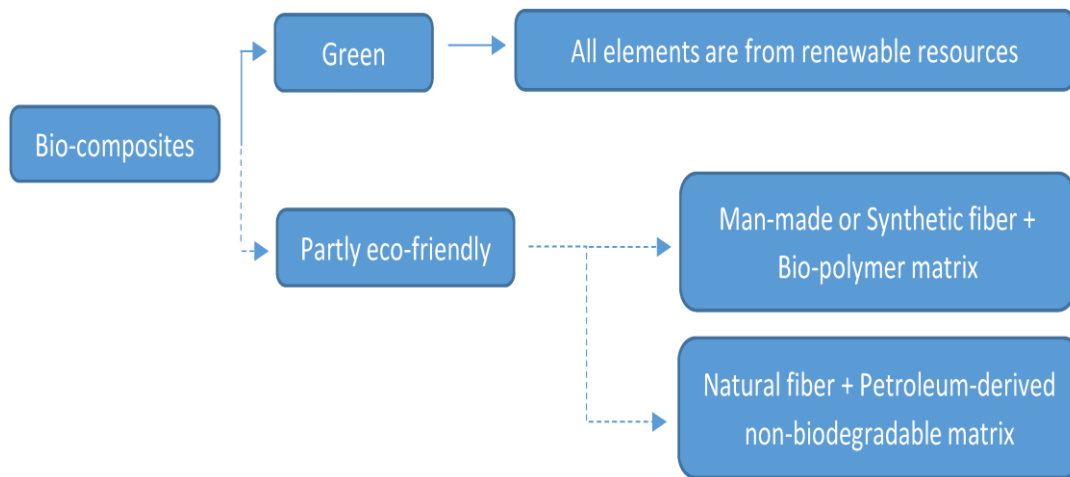 Green
All elements are from renewable resources
Bio-composites
Partly eco-friendly
Man-made or Synthetic fiber +
Bio-polymer matrix
Natural fiber + Petroleum-derived
non-biodegradable matrix